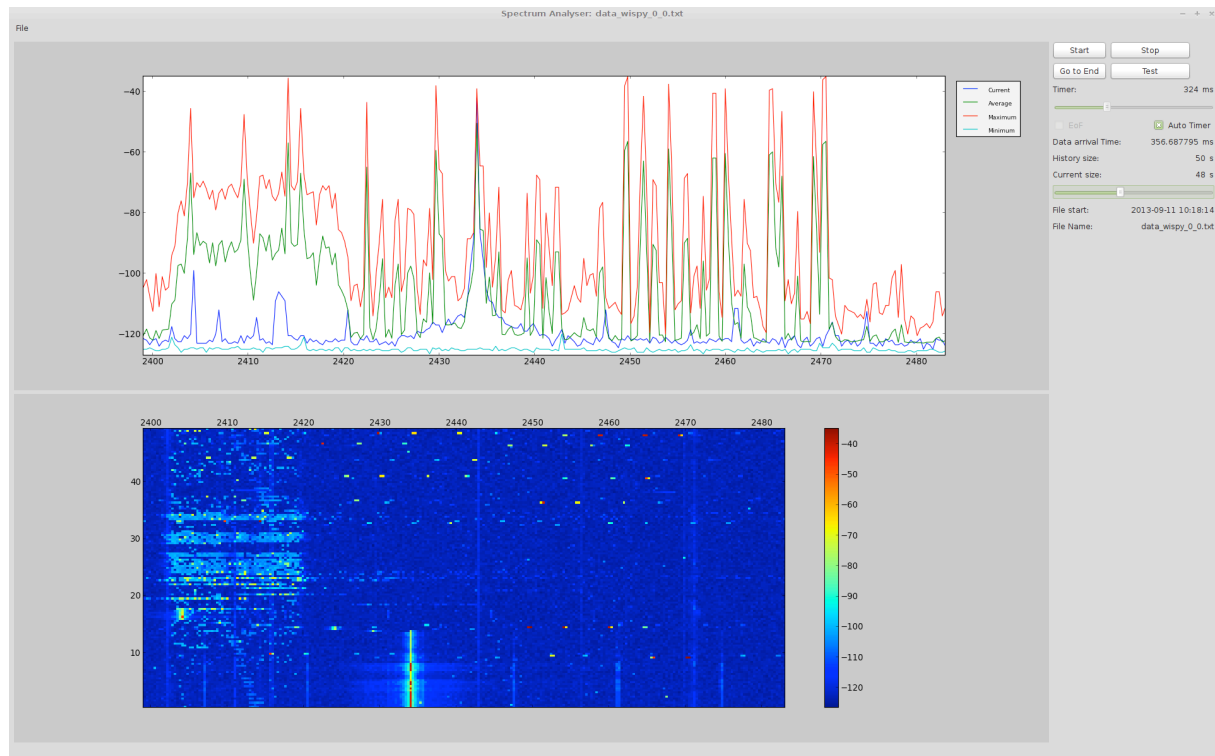 Spectrum Analyser: data_wispy_0_0.txt
File
Start Stop
Go to End Test
Timer: 324 ms
EoF Auto Timer
Data arrival Time: 356.687795 ms
History size: 50 s
Current size: 48 s
File start: 2013-09-11 10:18:14
File Name: data_wispy_0_0.txt
Current
Average
Maximum
Minimum
−40
−60
−80
−100
−120
2400 2410 2420 2430 2440 2450 2460 2470 2480
2400 2410 2420 2430 2440 2450 2460 2470 2480
40
30
20
10
−40
−50
−60
−70
−80
−90
−100
−110
−120